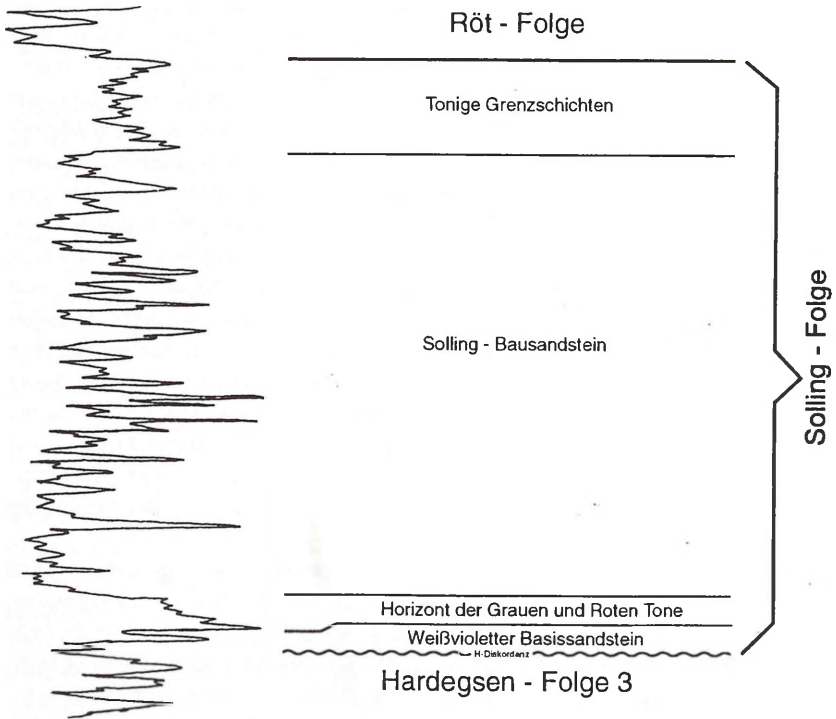 Röt - Folge
Tonige Grenzschichten
Solling - Bausandstein
Solling - Folge
Horizont der Grauen und Roten Tone
Weißvioletter Basissandstein
H-Diskordanz
Hardegsen - Folge 3